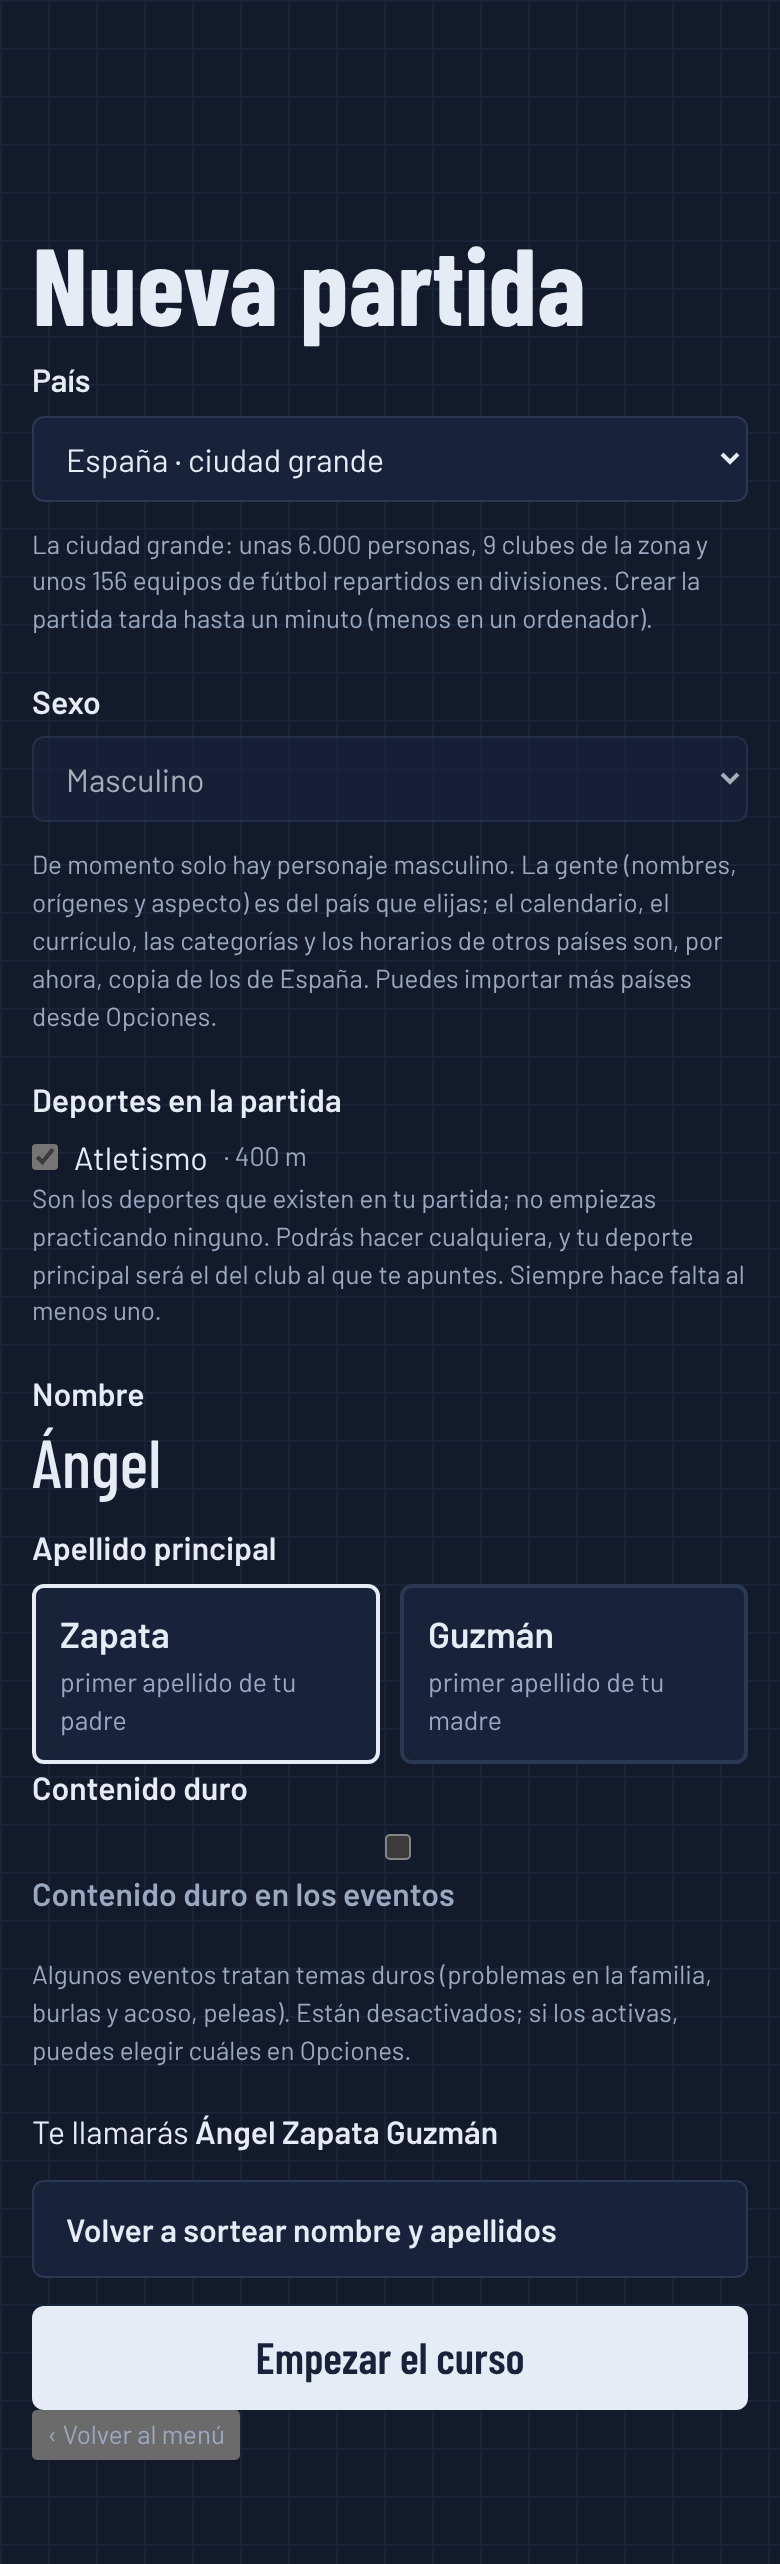 Nueva partida
País
España · ciudad grande
La ciudad grande: unas 6.000 personas, 9 clubes de la zona y
unos 156 equipos de fútbol repartidos en divisiones. Crear la
partida tarda hasta un minuto (menos en un ordenador).
Sexo
Masculino
De momento solo hay personaje masculino. La gente (nombres,
orígenes y aspecto) es del país que elijas; el calendario, el
currículo, las categorías y los horarios de otros países son, por
ahora, copia de los de España. Puedes importar más países
desde Opciones.
Deportes en la partida
Atletismo · 400 m
Son los deportes que existen en tu partida; no empiezas
practicando ninguno. Podrás hacer cualquiera, y tu deporte
principal será el del club al que te apuntes. Siempre hace falta al
menos uno.
Nombre
Ángel
Apellido principal
Zapata
primer apellido de tu
padre
Guzmán
primer apellido de tu
madre
Contenido duro
Contenido duro en los eventos
Algunos eventos tratan temas duros (problemas en la familia,
burlas y acoso, peleas). Están desactivados; si los activas,
puedes elegir cuáles en Opciones.
Te llamarás Ángel Zapata Guzmán
Volver a sortear nombre y apellidos
Empezar el curso
‹ Volver al menú